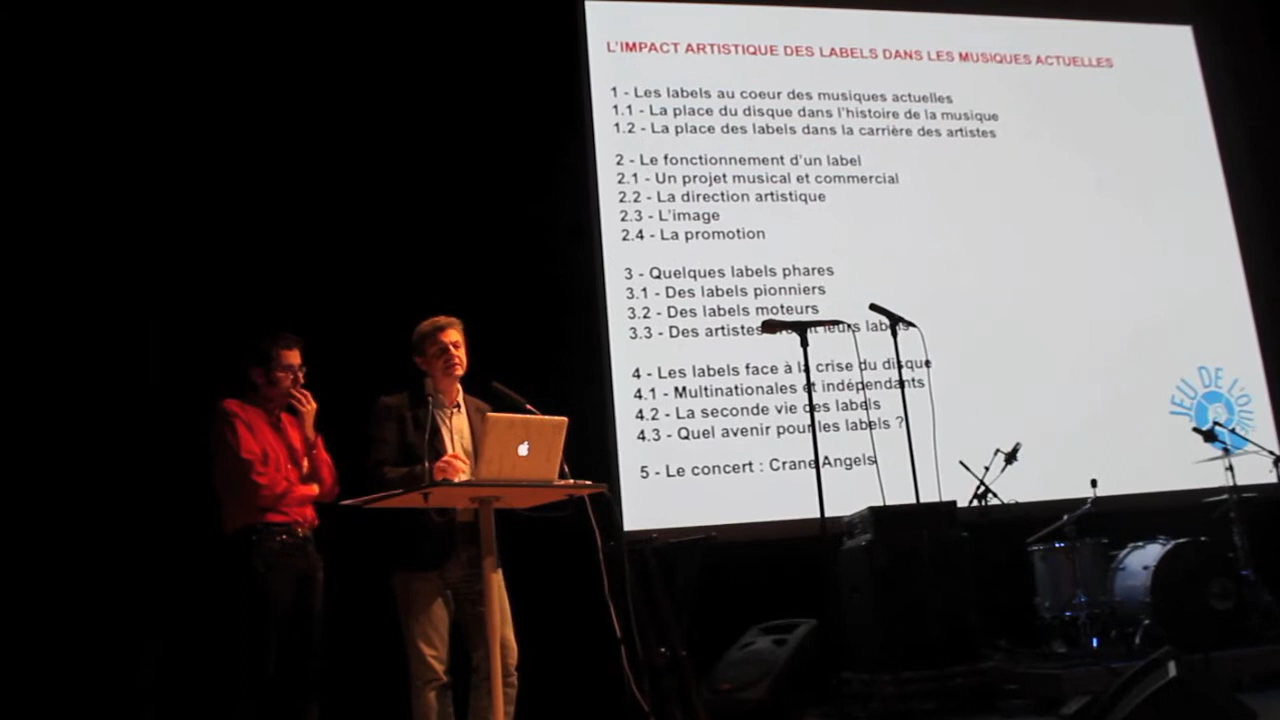 L'IMPACT ARTISTIQUE DES LABELS DANS LES MUSIQUES ACTUELLES
1 - Les labels au coeur des musiques actuelles
1.1 - La place du disque dans l'histoire de la musique
1.2 - La place des labels dans la carrière des artistes
2 - Le fonctionnement d'un label
2.1 - Un projet musical et commercial
2.2 - La direction artistique
2.3 - L'image
2.4 - La promotion
3 - Quelques labels phares
3.1 - Des labels pionniers
3.2 - Des labels moteurs
3.3 - Des artistes leurs labels
4 - Les labels face à la crise du disque
4.1 - Multinationales et indépendants
4.2 - La seconde vie des labels
4.3 - Quel avenir pour les labels ?
5 - Le concert : Crane Angels
JEU DE L'OUIE